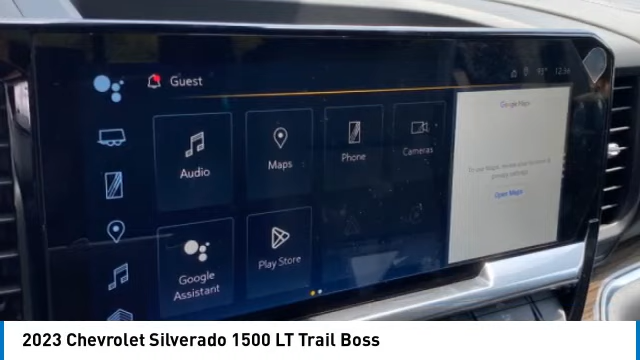 Guest
Google Maps
Audio
Maps
Phone
Cameras
Open Maps
Google
Assistant
Play Store
2023 Chevrolet Silverado 1500 LT Trail Boss